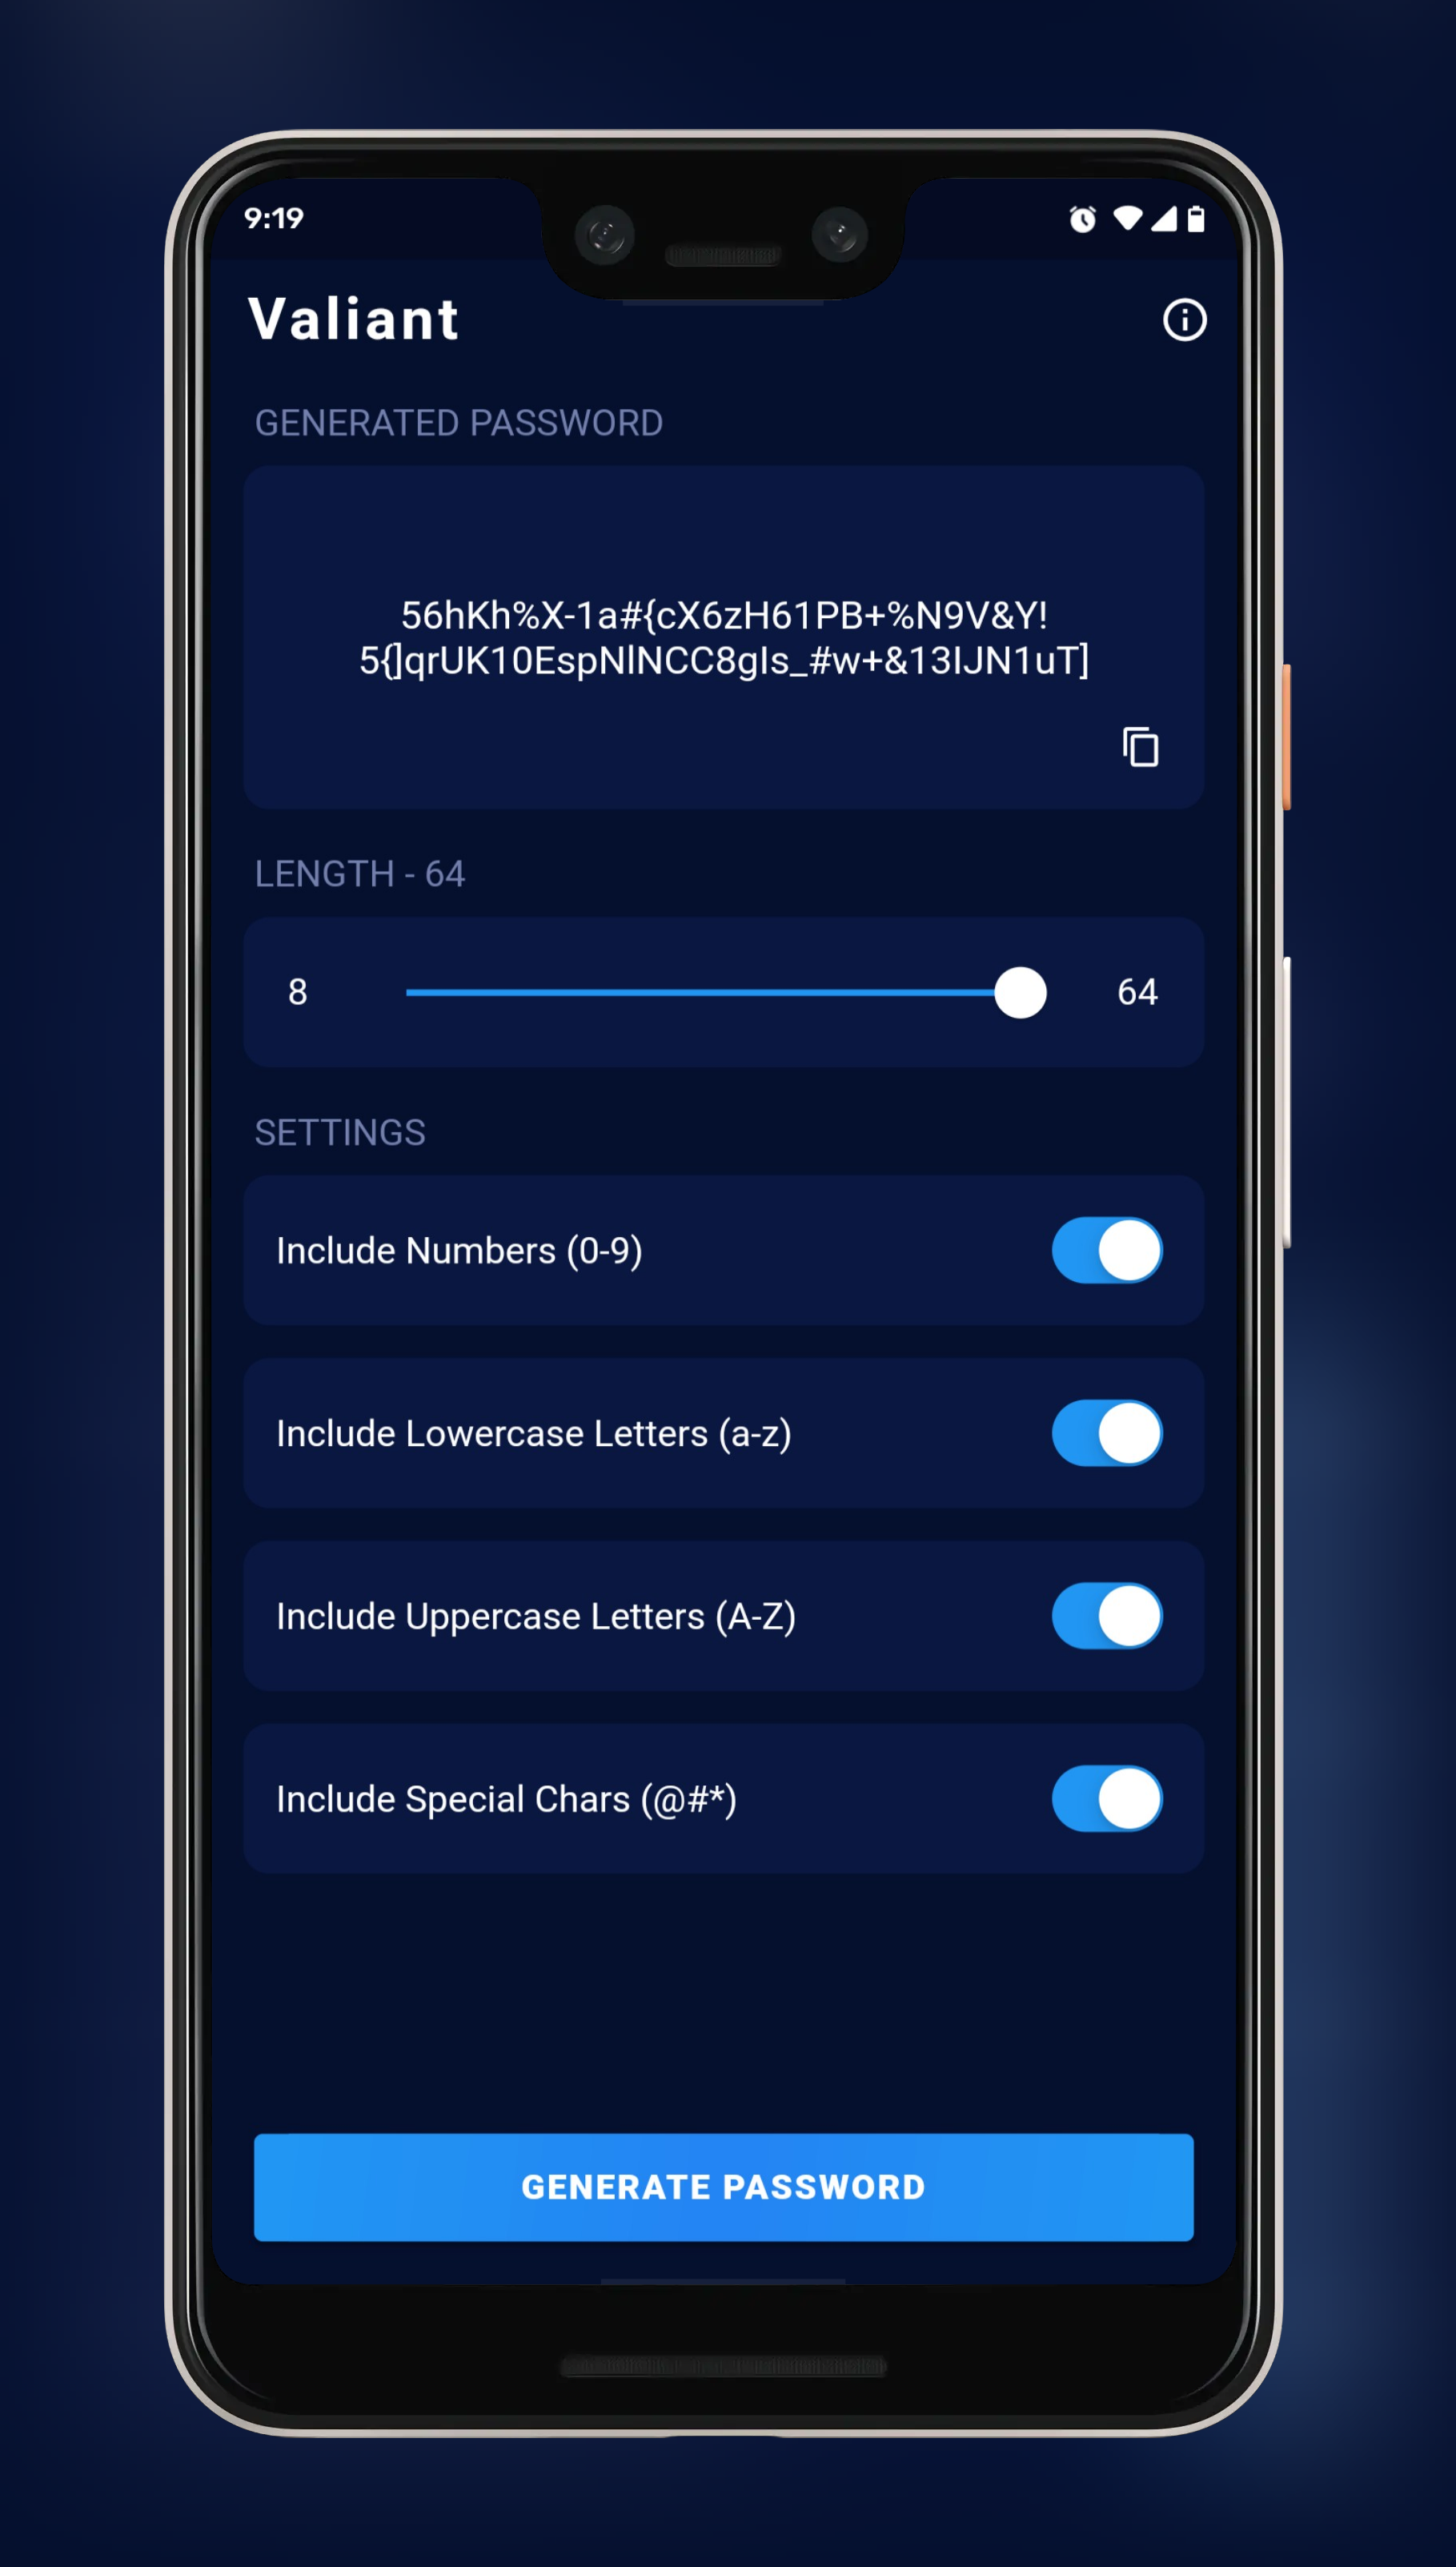 9:19
Valiant
GENERATED PASSWORD
56hKh%X-1a#{cX6zH61PB+%N9V&Y!
5{]qrUK10EspNlNCC8gIs_#w+&13IJN1uT]
LENGTH - 64
8 64
SETTINGS
Include Numbers (0-9)
Include Lowercase Letters (a-z)
Include Uppercase Letters (A-Z)
Include Special Chars (@#*)
GENERATE PASSWORD